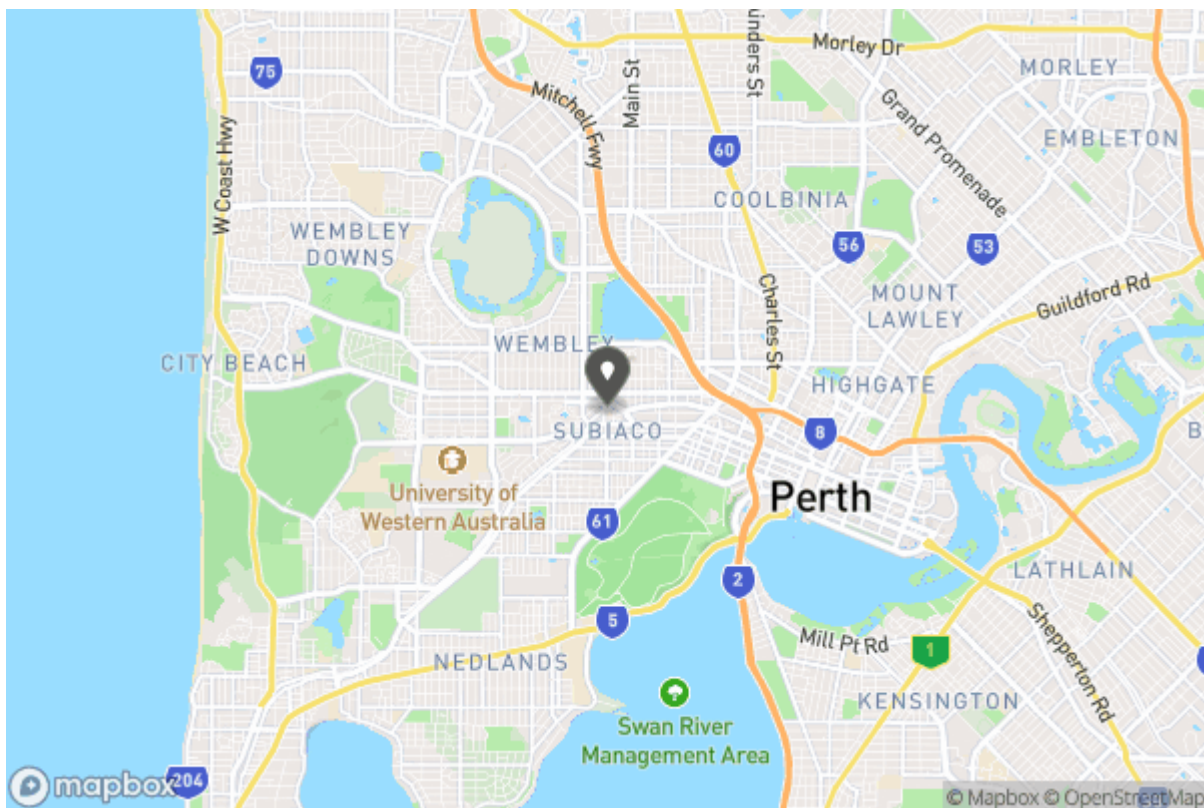 Morley Dr
MORLEY
unders St
75
Main St
Mitchell Fwy
Grand Promenade
W Coast Hwy
60
EMBLETON
COOLBINIA
WEMBLEY
DOWNS
56
53
MOUNT
LAWLEY
Guildford Rd
Charles St
WEMBLEY
CITY BEACH
HIGHGATE
SUBIACO
8
B
University of
Western Australia
Perth
61
2
LATHLAIN
5
Shepperton Rd
Mill Pt Rd
1
NEDLANDS
KENSINGTON
Swan River
Management Area
mapbox
204
© Mapbox © OpenStreetMap